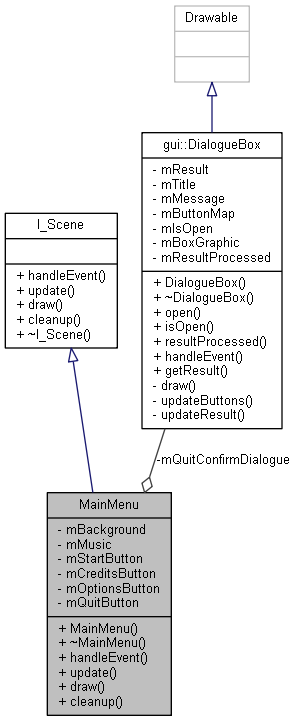 Drawable
gui::DialogueBox
- mResult
- mTitle
- mMessage
- mButtonMap
- mIsOpen
- mBoxGraphic
- mResultProcessed
+ DialogueBox()
+ ~DialogueBox()
+ open()
+ isOpen()
+ resultProcessed()
+ handleEvent()
+ getResult()
- draw()
- updateButtons()
- updateResult()
I_Scene
+ handleEvent()
+ update()
+ draw()
+ cleanup()
+ ~I_Scene()
-mQuitConfirmDialogue
MainMenu
- mBackground
- mMusic
- mStartButton
- mCreditsButton
- mOptionsButton
- mQuitButton
+ MainMenu()
+ ~MainMenu()
+ handleEvent()
+ update()
+ draw()
+ cleanup()